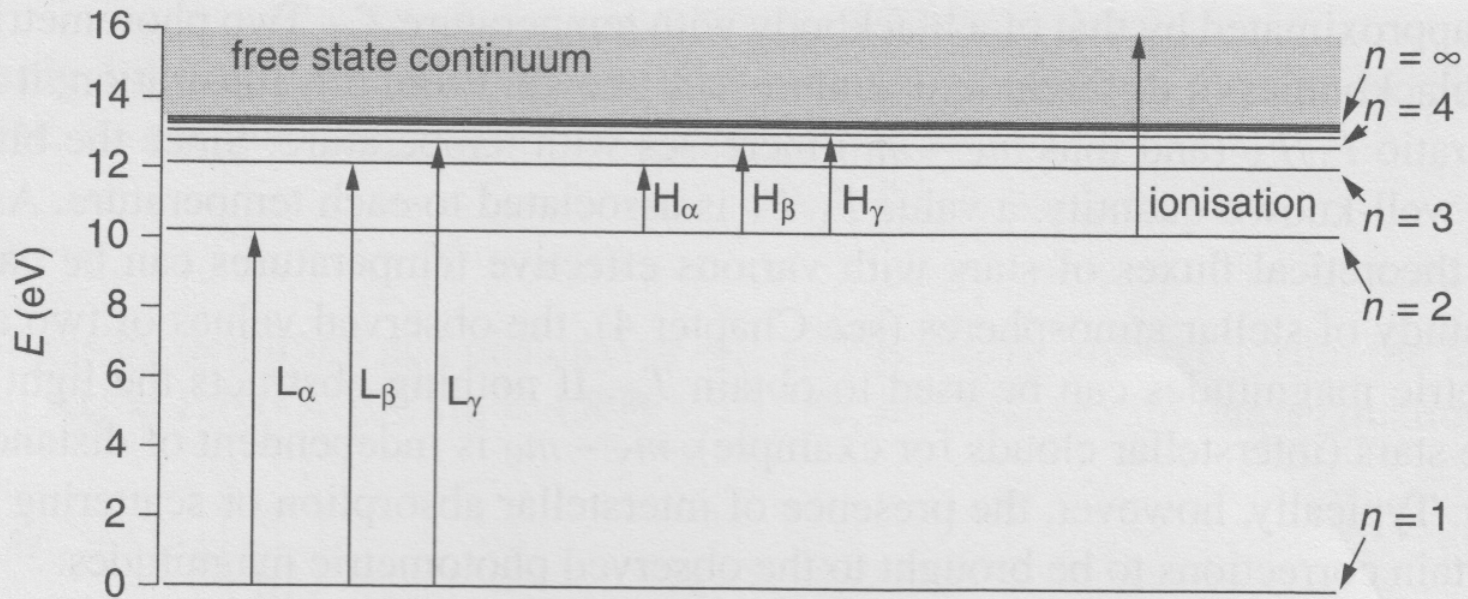 16
14
12
10
8
6
4
2
0
E (eV)
free state continuum
n = ∞
n = 4
n = 3
n = 2
n = 1
Lα
Lβ
Lγ
Hα
Hβ
Hγ
ionisation